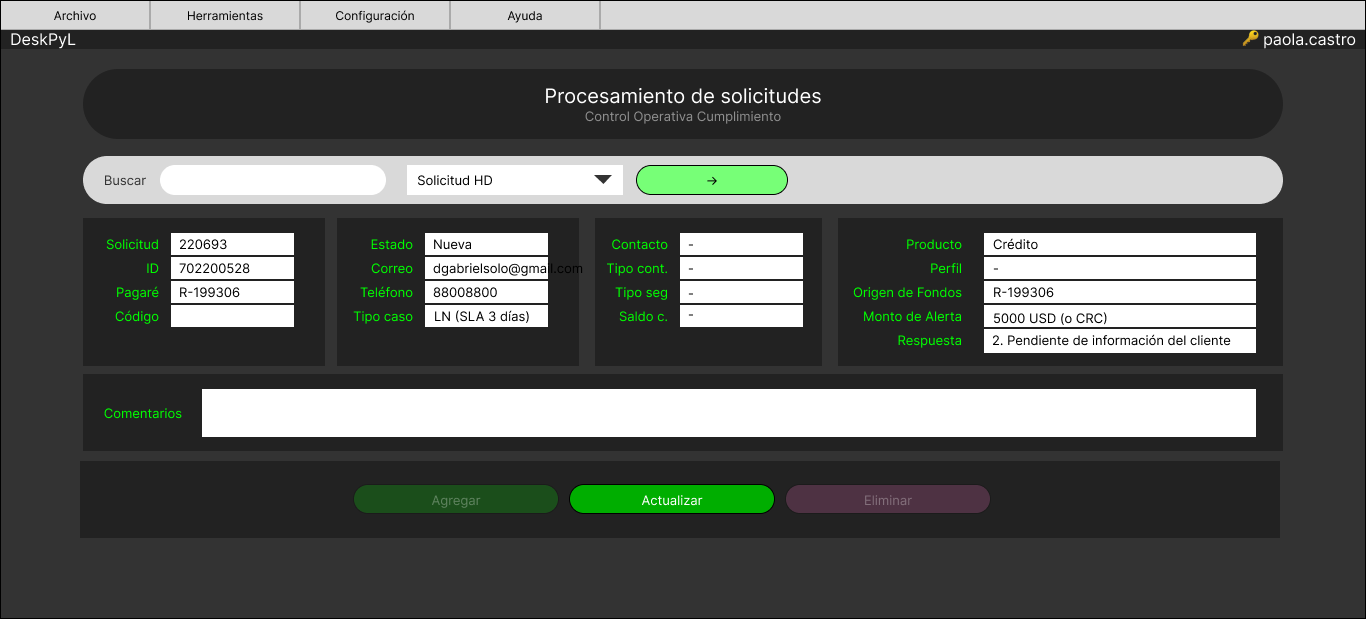 Archivo Herramientas Configuración Ayuda
DeskPyL 🔑 paola.castro
Procesamiento de solicitudes
Control Operativa Cumplimiento
Buscar Solicitud HD →
Solicitud 220693
ID 702200528
Pagaré R-199306
Código
Estado Nueva
Correo dgabrielsolo@gmail.com
Teléfono 88008800
Tipo caso LN (SLA 3 días)
Contacto -
Tipo cont. -
Tipo seg -
Saldo c. -
Producto Crédito
Perfil -
Origen de Fondos R-199306
Monto de Alerta 5000 USD (o CRC)
Respuesta 2. Pendiente de información del cliente
Comentarios
Agregar Actualizar Eliminar